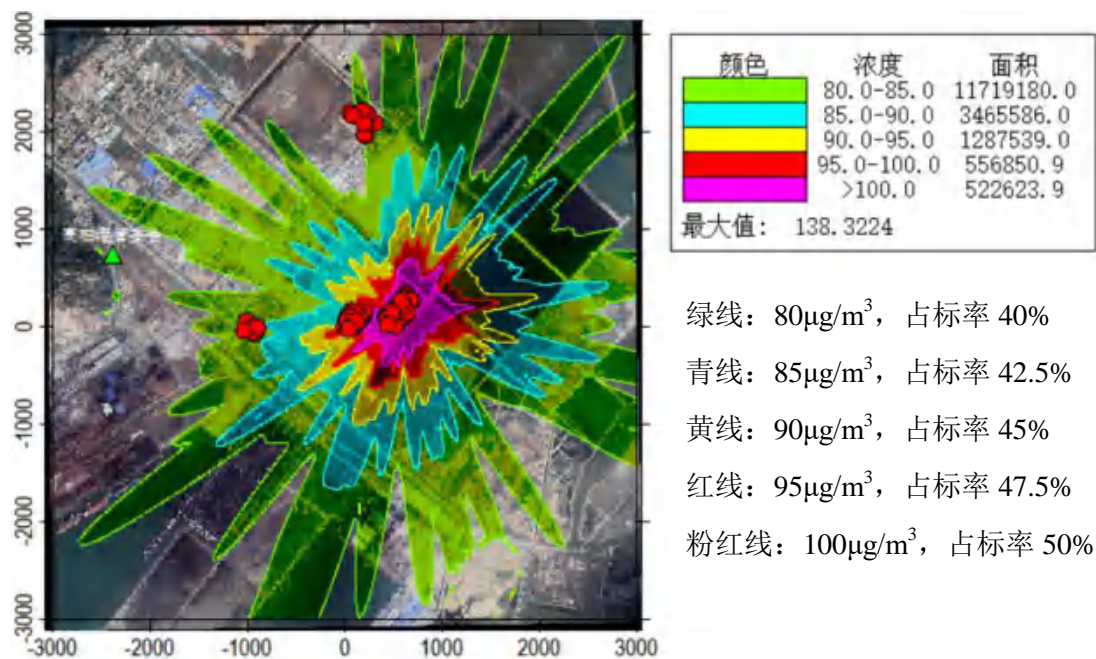 3000
2000
1000
0
-1000
-2000
-3000
-3000 -2000 -1000 0 1000 2000 3000
颜色 浓度 面积
80.0-85.0 11719180.0
85.0-90.0 3465586.0
90.0-95.0 1287539.0
95.0-100.0 556850.9
>100.0 522623.9
最大值: 138.3224
绿线：80μg/m³，占标率 40%
青线：85μg/m³，占标率 42.5%
黄线：90μg/m³，占标率 45%
红线：95μg/m³，占标率 47.5%
粉红线：100μg/m³，占标率 50%